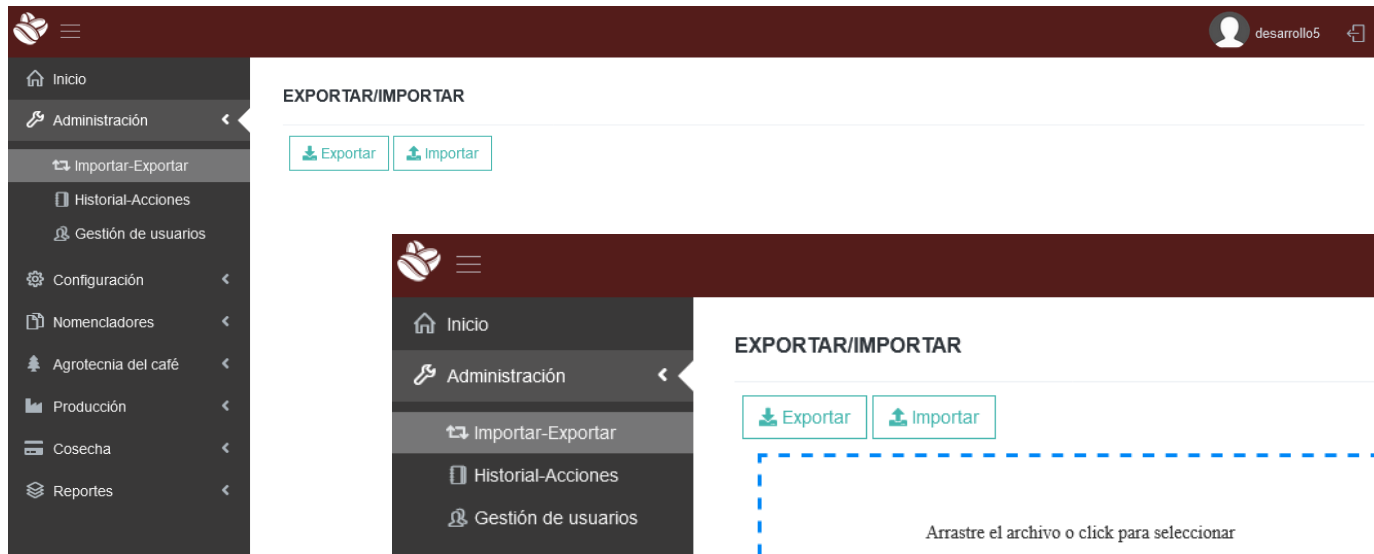 desarrollo5
Inicio
EXPORTAR/IMPORTAR
Administración
Exportar Importar
Importar-Exportar
Historial-Acciones
Gestión de usuarios
Configuración
Nomencladores
Agrotecnia del café
Producción
Cosecha
Reportes
Inicio
EXPORTAR/IMPORTAR
Administración
Exportar Importar
Importar-Exportar
Historial-Acciones
Gestión de usuarios
Arrastre el archivo o click para seleccionar